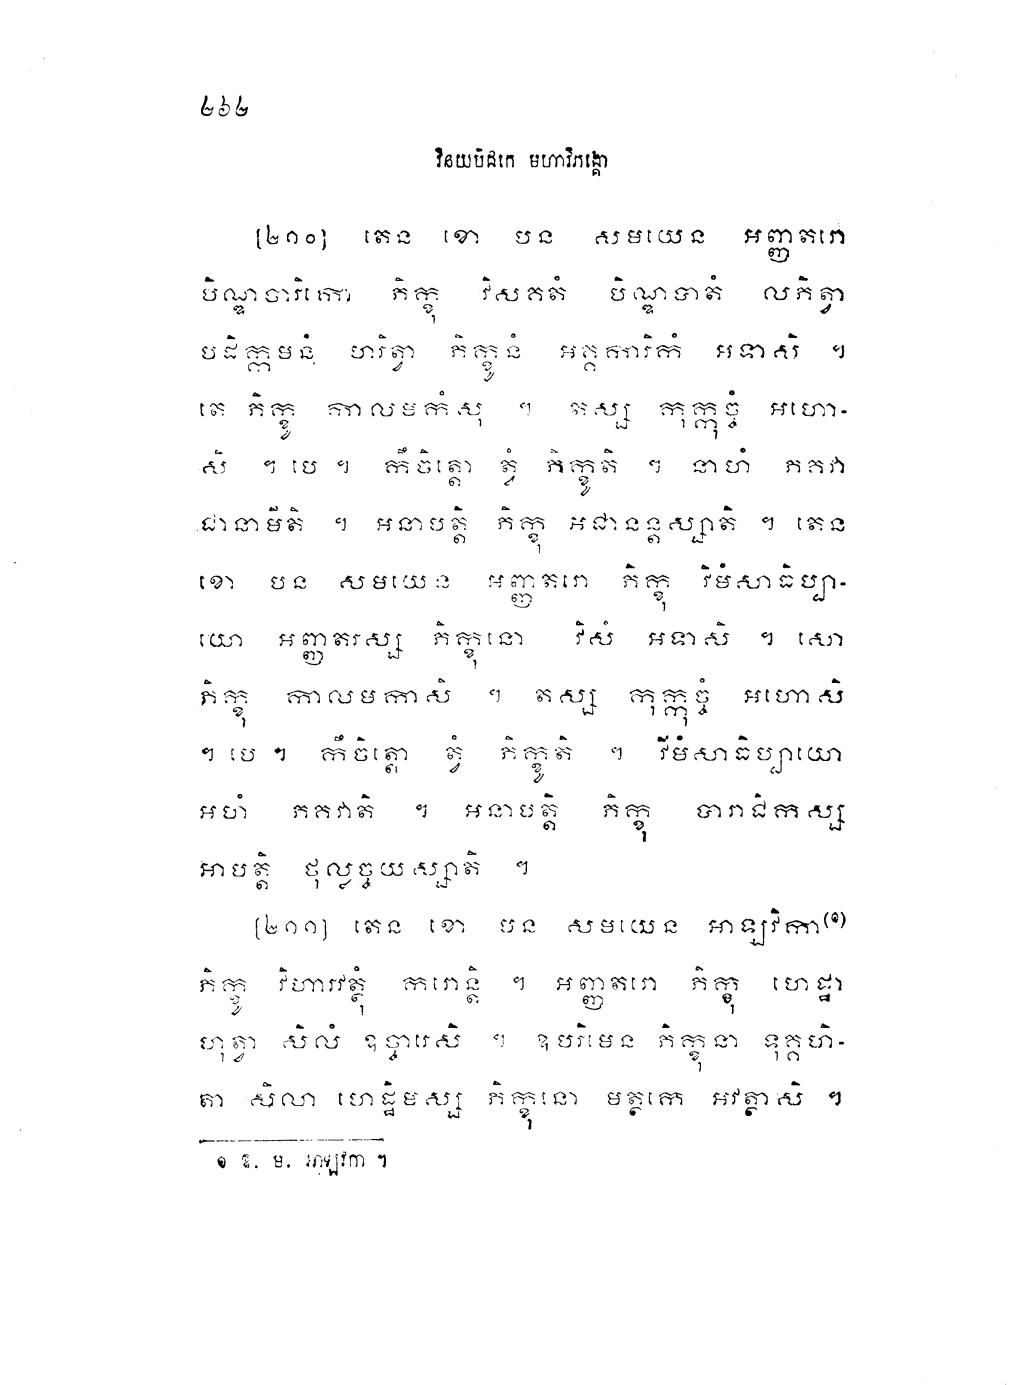 ២៦២
វិនយបិដកេ មហាវិភង្គោ
[២១០] តេន ខោ បន សមយេន អញ្ញតរោ
បិណ្ឌចារិកោ ភិក្ខុ វិសកតំ បិណ្ឌបាតំ លភិត្វា
បដិក្កមនំ ហរិត្វា ភិក្ខូនំ អគ្គការិកំ អទាសិ ។
តេ ភិក្ខូ កាលមកំសុ ។ តស្ស កុក្កុច្ចំ អហោ-
សិ ។ បេ ។ កឹចិត្តោ ត្វំ ភិក្ខូតិ ។ នាហំ ភគវា
ជានាមីតិ ។ អនាបត្តិ ភិក្ខុ អជានន្តស្សាតិ ។ តេន
ខោ បន សមយេន អញ្ញតរោ ភិក្ខុ វិមំសាធិប្បា-
យោ អញ្ញតរស្ស ភិក្ខុនោ វិសំ អទាសិ ។ សោ
ភិក្ខុ កាលមកាសិ ។ តស្ស កុក្កុច្ចំ អហោសិ
។ បេ ។ កឹចិត្តោ ត្វំ ភិក្ខូតិ ។ វីមំសាធិប្បាយោ
អហំ ភគវាតិ ។ អនាបត្តិ ភិក្ខុ បារាជិកស្ស
អាបត្តិ ថុល្លច្ចយស្សាតិ ។
[២១១] តេន ខោ បន សមយេន អាឡវិកា(១)
ភិក្ខូ វិហារវត្ថុំ ករោន្តិ ។ អញ្ញតរោ ភិក្ខុ ហេដ្ឋា
ហុត្វា សិលំ ឧច្ចារេសិ ។ ឧបរិមេន ភិក្ខុនា ទុគ្គហិ-
តា សិលា ហេដ្ឋិមស្ស ភិក្ខុនោ មត្ថកេ អវត្ថាសិ ។
១ ឱ. ម. អាឡវកា ។